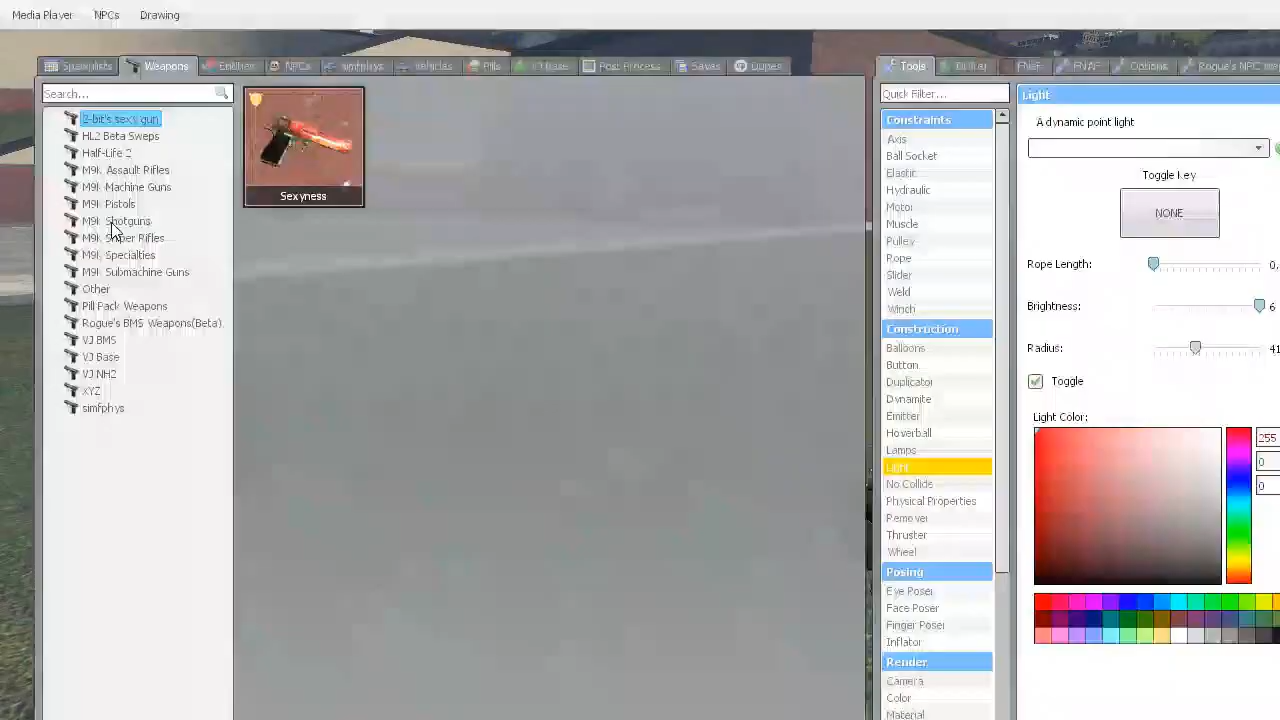 Media Player NPCs Drawing
Spawnlists Weapons Entities NPCs simfphys Vehicles Pills VJ Base Post Process Saves Dupes
Search...
2-bit's sexy gun
HL2 Beta Sweps
Half-Life 2
M9K Assault Rifles
M9K Machine Guns
M9K Pistols
M9K Shotguns
M9K Sniper Rifles
M9K Specialties
M9K Submachine Guns
Other
Pill Pack Weapons
Rogue's BMS Weapons(Beta)
VJ BMS
VJ Base
VJ NH2
XYZ
simfphys
Sexyness
Tools Utilities FNAF FNAF Options Rogue's NPC
Quick Filter...
Constraints
Axis
Ball Socket
Elastic
Hydraulic
Motor
Muscle
Pulley
Rope
Slider
Weld
Winch
Construction
Balloons
Button
Duplicator
Dynamite
Emitter
Hoverball
Lamps
Light
No Collide
Physical Properties
Remover
Thruster
Wheel
Posing
Eye Poser
Face Poser
Finger Poser
Inflator
Render
Camera
Color
Material
Light
A dynamic point light
Toggle Key
NONE
Rope Length: 0.
Brightness: 6
Radius: 41
Toggle
Light Color:
255
0
0